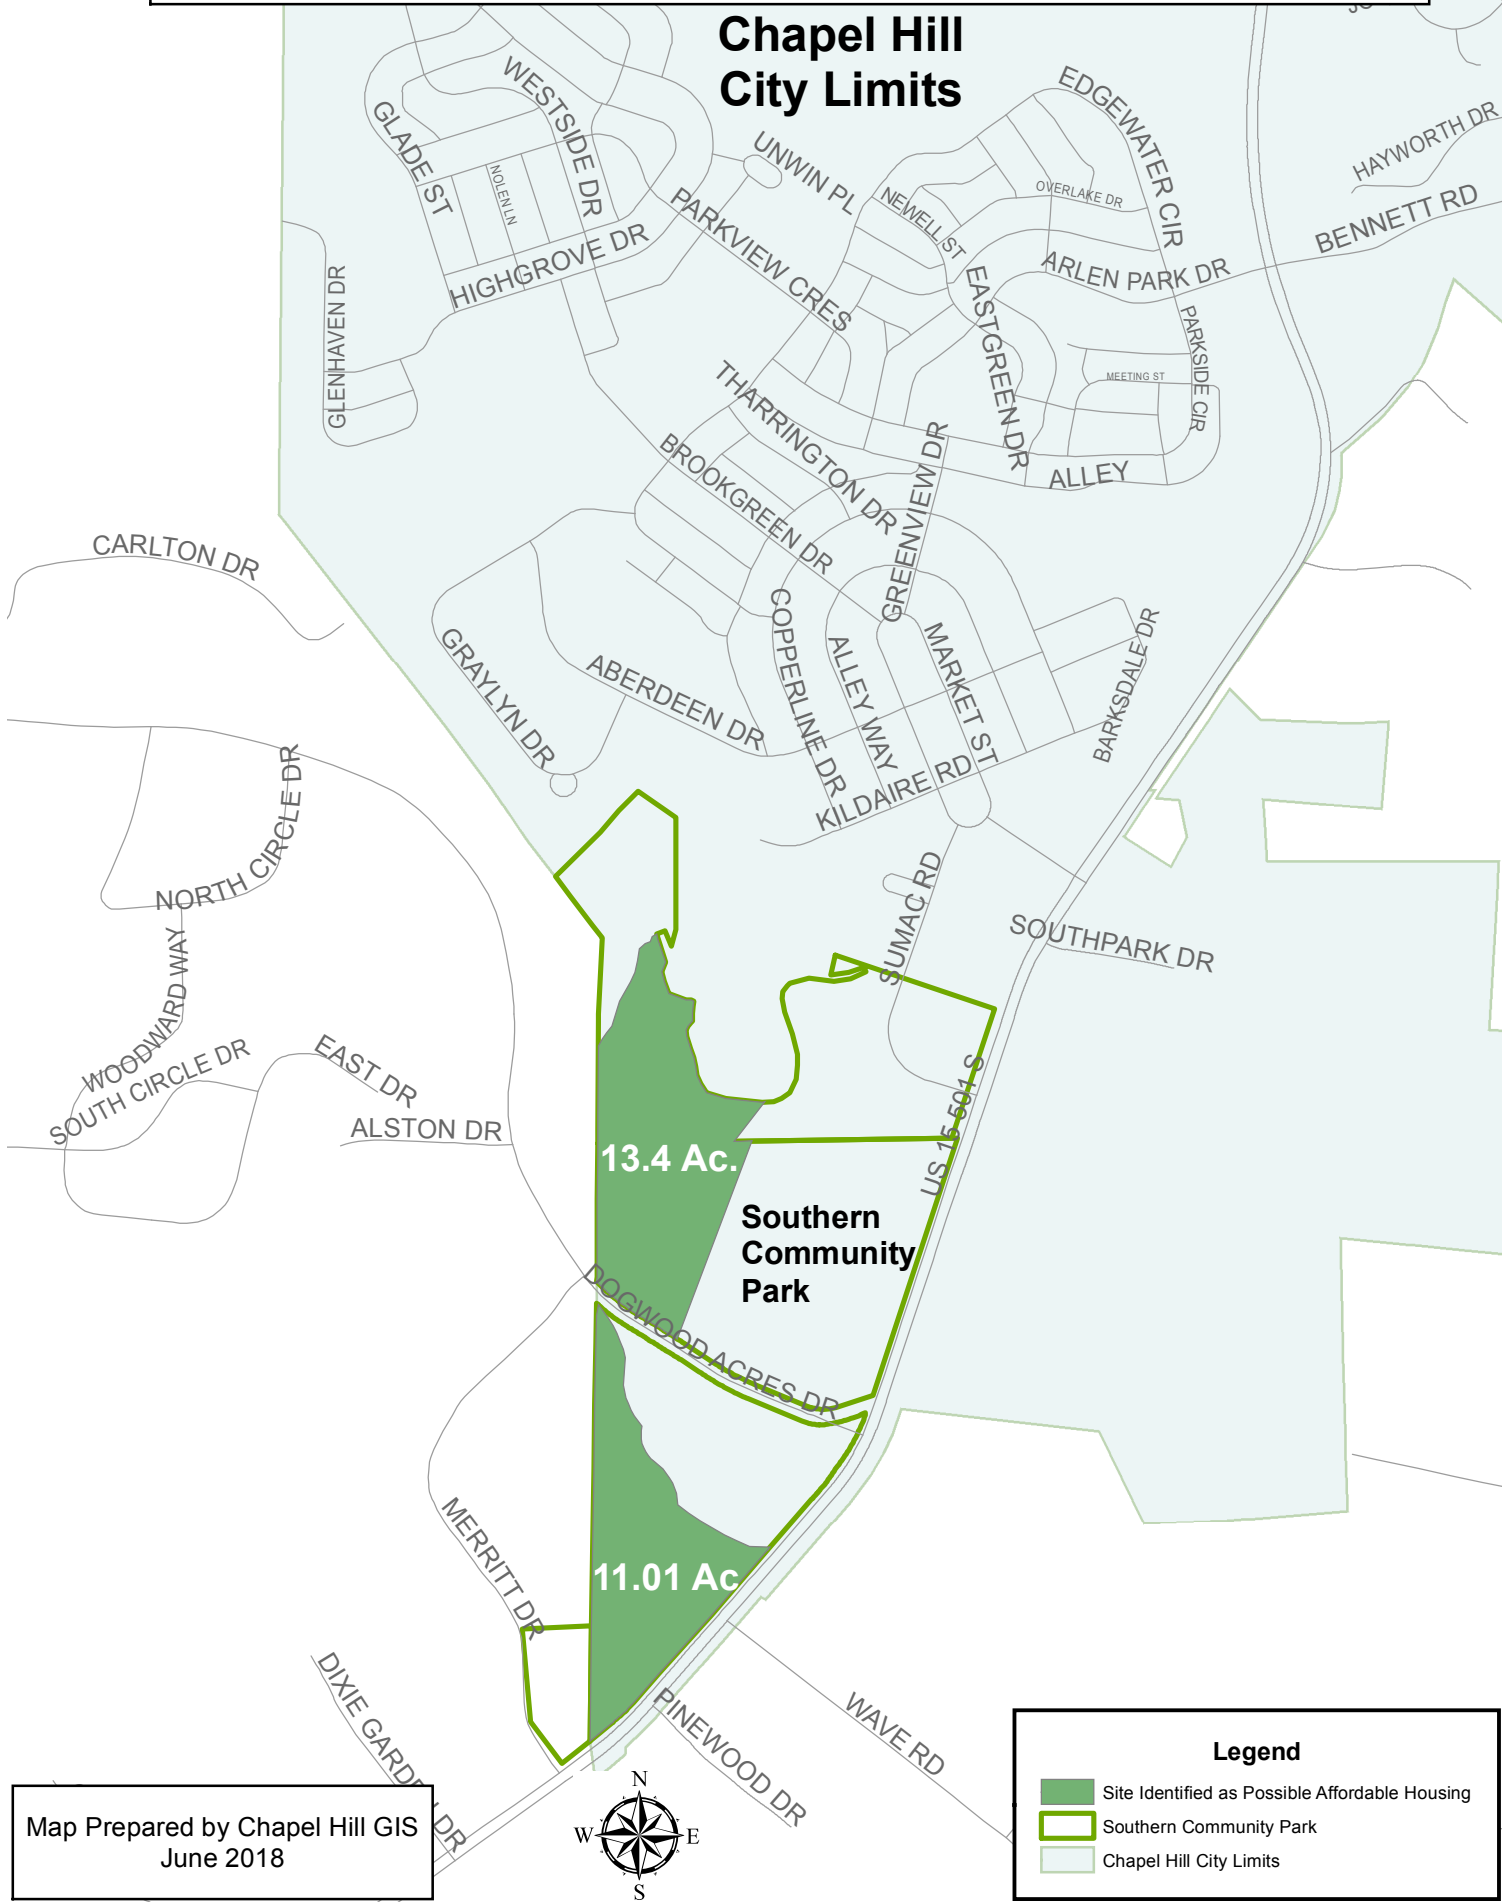 Chapel Hill
City Limits
EDGEWATER CIR
WESTSIDE DR
GLADE ST
HAYWORTH DR
UNWIN PL
NOLEN LN
OVERLAKE DR
NEWELL ST
PARKVIEW CRES
BENNETT RD
HIGHGROVE DR
ARLEN PARK DR
GLENHAVEN DR
EASTGREEN DR
PARKSIDE CIR
MEETING ST
THARRINGTON DR
BROOKGREEN DR
GREENVIEW DR
ALLEY
CARLTON DR
COPPERLINE DR
ALLEY WAY
MARKET ST
BARKSDALE DR
GRAYLYN DR
ABERDEEN DR
KILDAIRE RD
NORTH CIRCLE DR
SUMAC RD
SOUTHPARK DR
WOODWARD WAY
SOUTH CIRCLE DR
EAST DR
ALSTON DR
US 15 501 S
13.4 Ac.
Southern
Community
Park
DOGWOOD ACRES DR
MERRITT DR
11.01 Ac
DIXIE GARDEN DR
PINEWOOD DR
WAVE RD
Map Prepared by Chapel Hill GIS
June 2018
N
W
E
S
Legend
Site Identified as Possible Affordable Housing
Southern Community Park
Chapel Hill City Limits